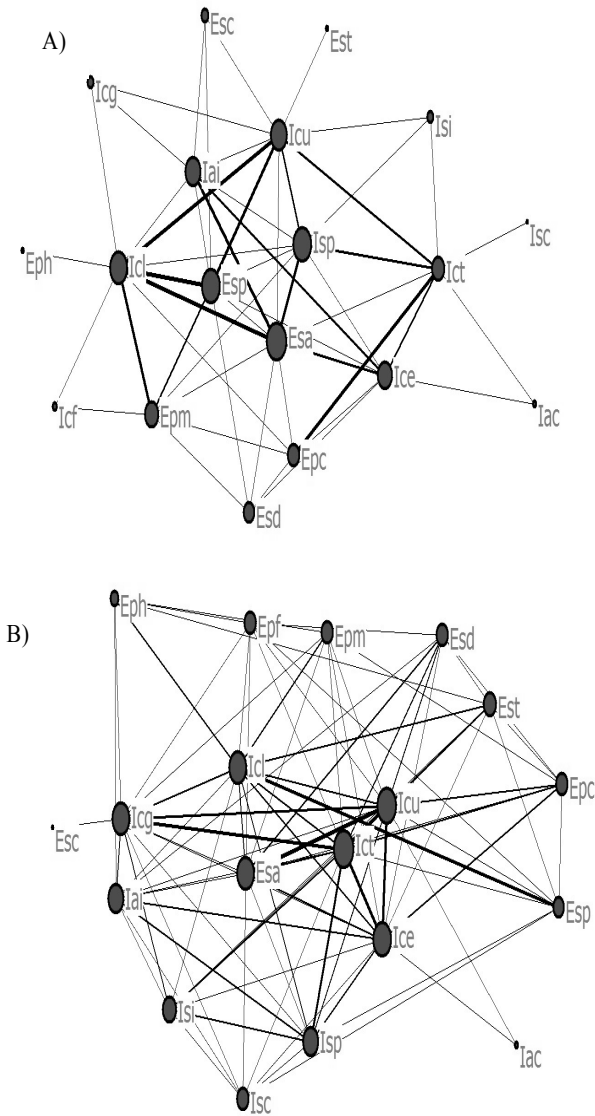 A)
Esc
Est
Icg
Isi
Icu
Iai
Isp
Isc
Eph
Icl
Ict
Esp
Esa
Ice
Icf
Epm
Iac
Epc
Esd
B)
Eph
Epf
Epm
Esd
Est
Icl
Epc
Icu
Icg
Esc
Ict
Esa
Iai
Esp
Ice
Isi
Isp
Iac
Isc